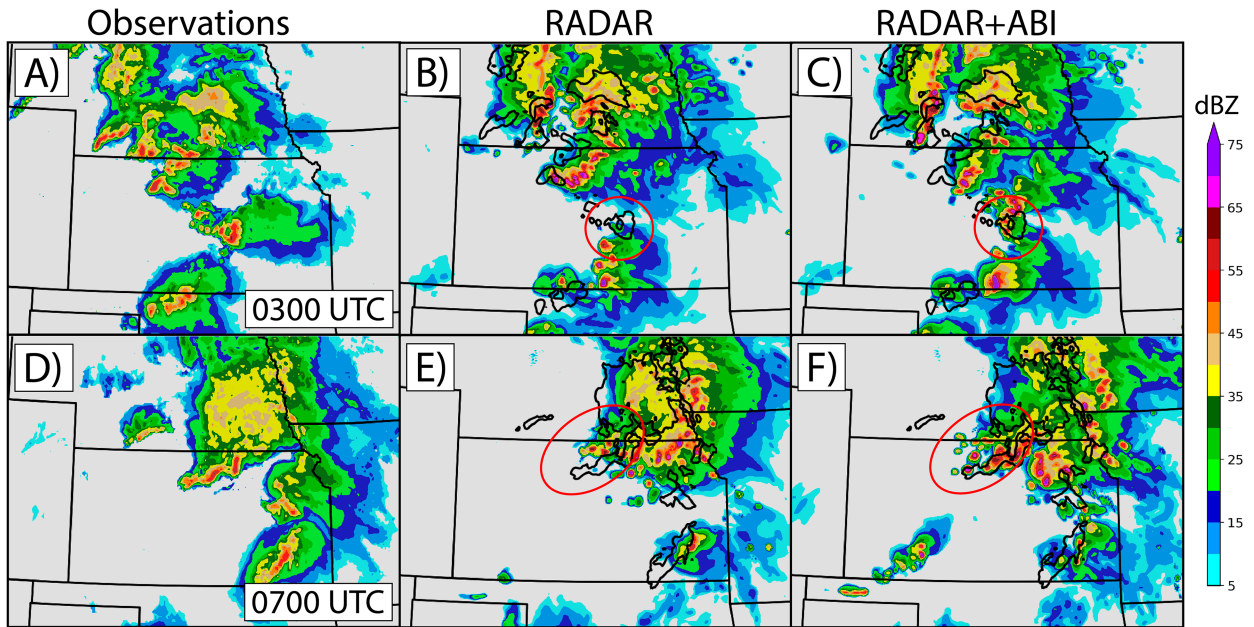 Observations
RADAR
RADAR+ABI
A)
B)
C)
dBZ
75
65
55
45
35
25
15
5
0300 UTC
D)
E)
F)
0700 UTC